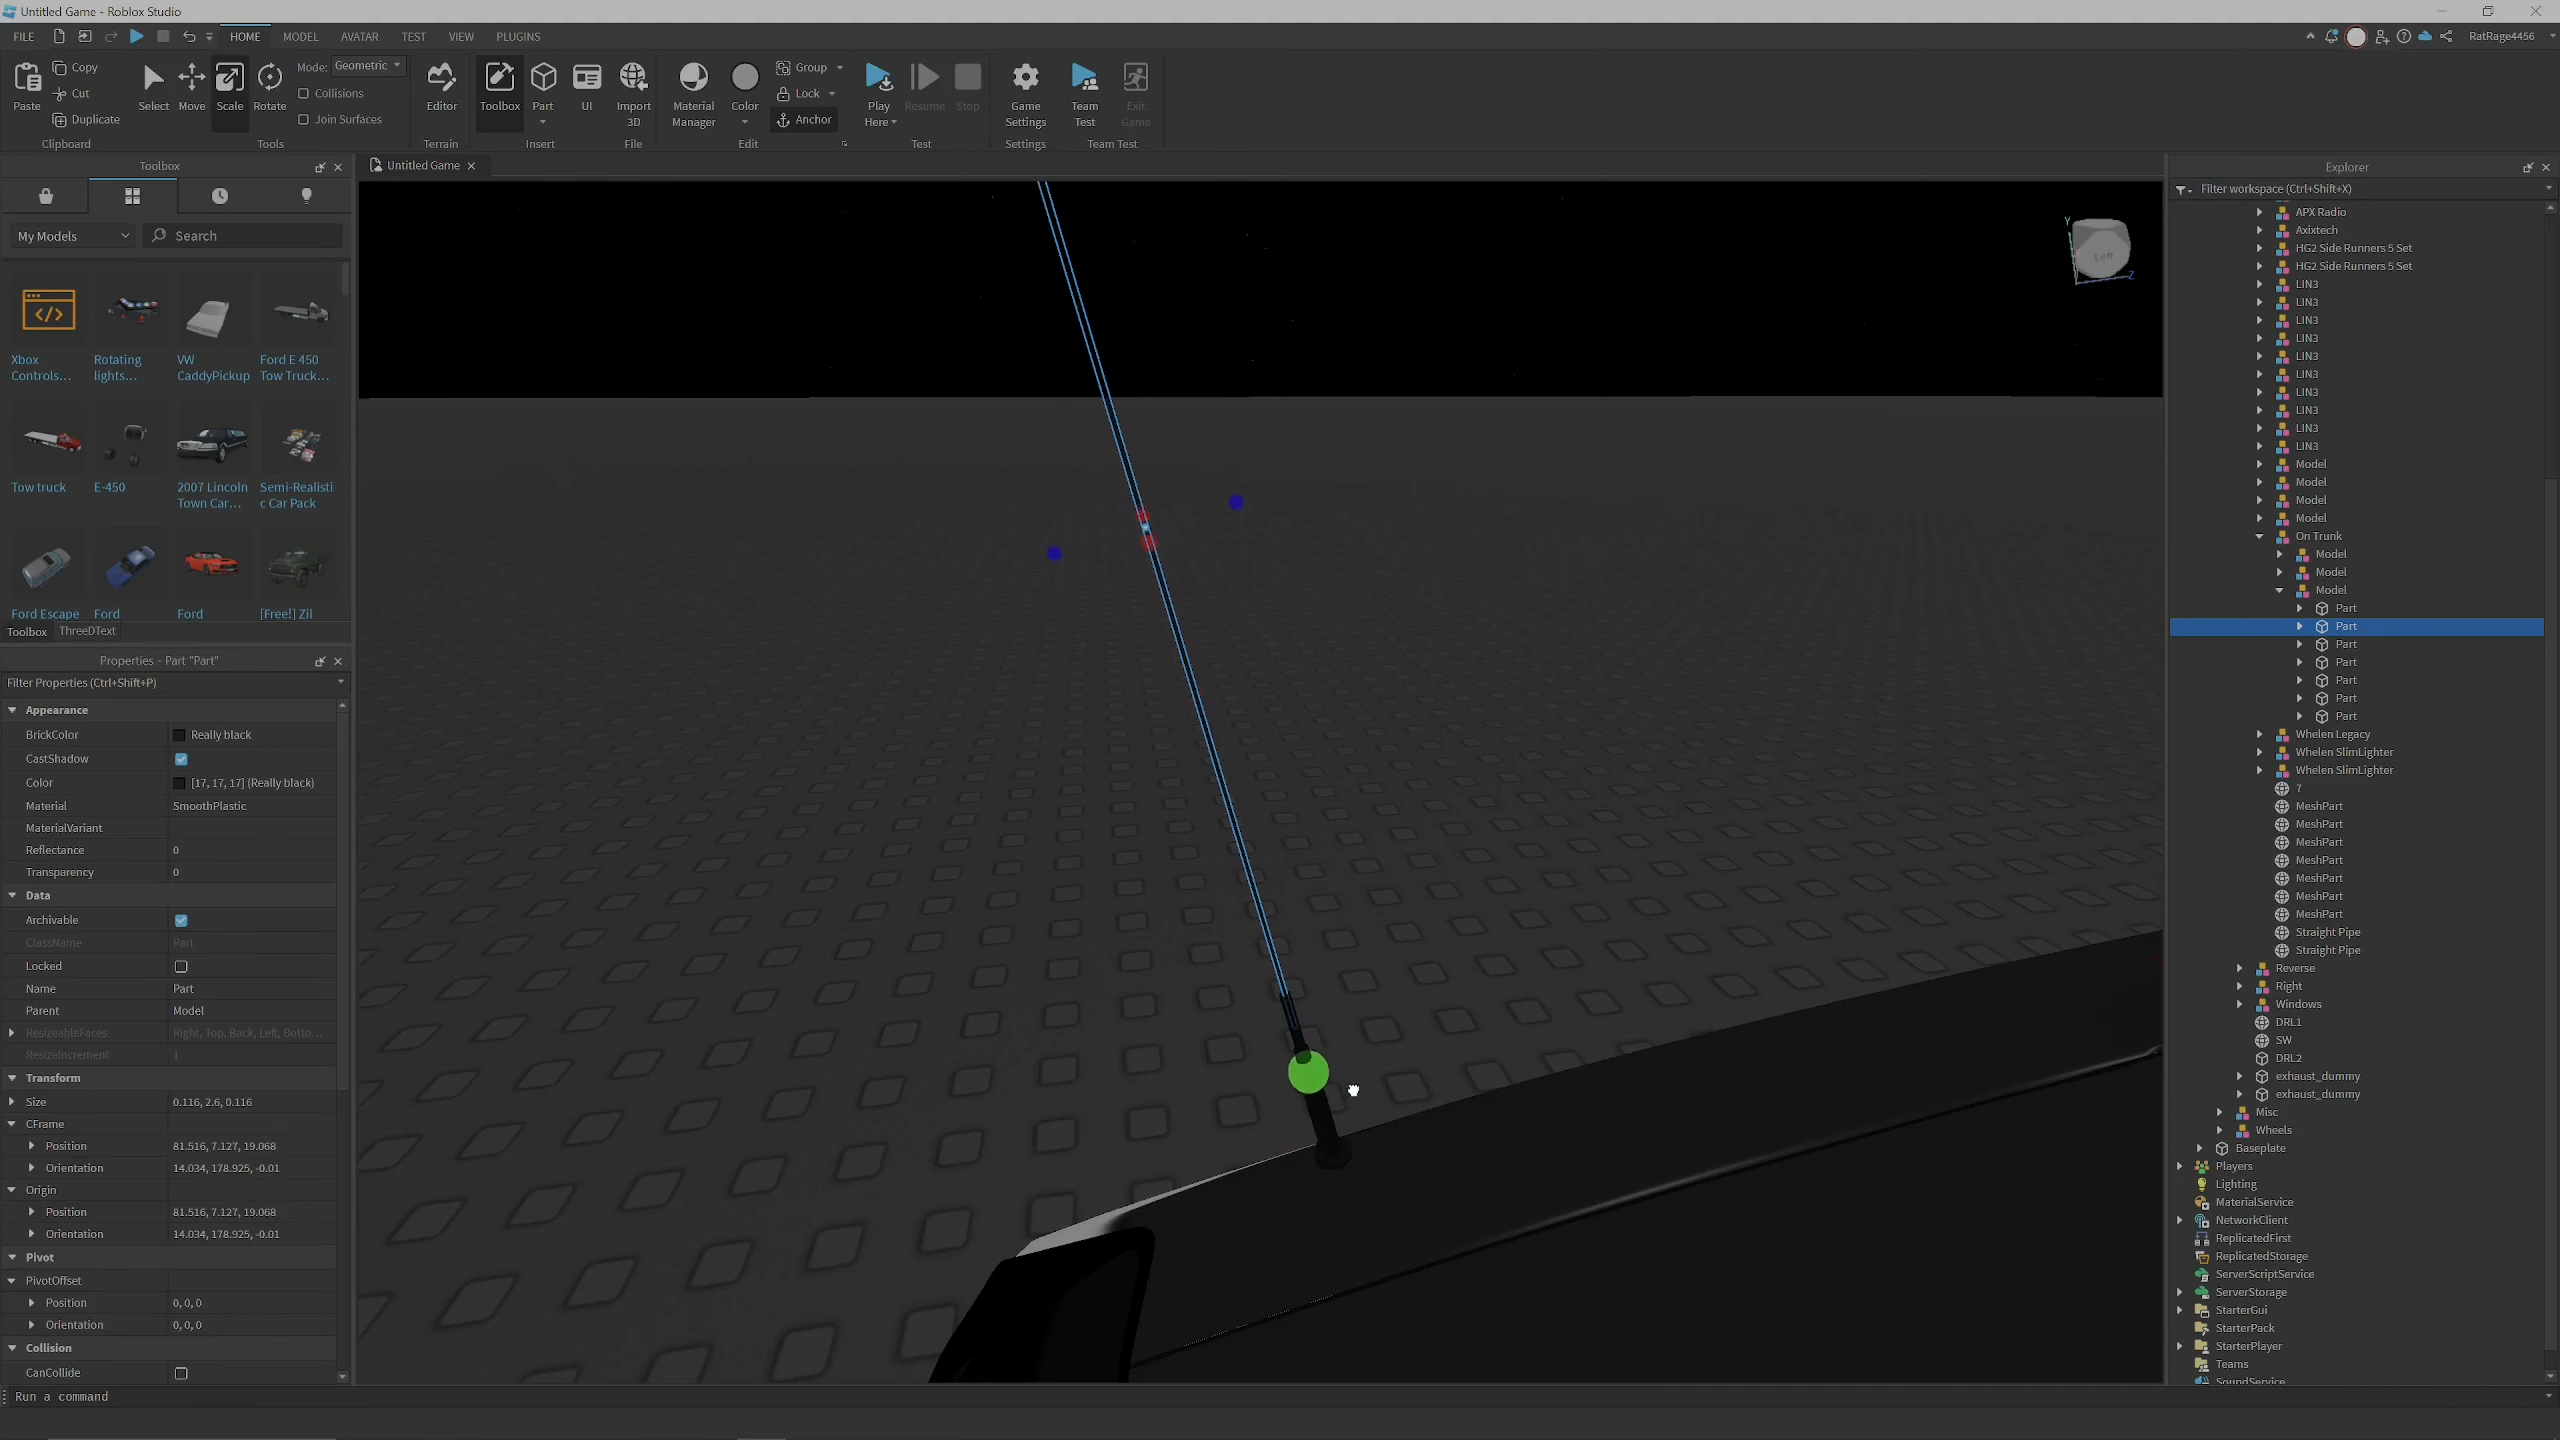 Untitled Game - Roblox Studio
FILE
HOME
MODEL
AVATAR
TEST
VIEW
PLUGINS
RatRage4456
Paste
Copy
Cut
Duplicate
Clipboard
Select
Move
Scale
Rotate
Mode: Geometric
Collisions
Join Surfaces
Tools
Editor
Terrain
Toolbox
Part
UI
Insert
Import 3D
File
Material Manager
Color
Group
Lock
Anchor
Edit
Play Here
Resume
Stop
Test
Game Settings
Settings
Team Test
Exit Game
Team Test
Toolbox
My Models
Search
Xbox Controls...
Rotating lights...
VW CaddyPickup
Ford E 450 Tow Truck...
Tow truck
E-450
2007 Lincoln Town Car...
Semi-Realistic Car Pack
Ford Escape
Ford
Ford
[Free!] Zil
Toolbox
ThreeDText
Properties - Part "Part"
Filter Properties (Ctrl+Shift+P)
Appearance
BrickColor Really black
CastShadow
Color [17, 17, 17] (Really black)
Material SmoothPlastic
MaterialVariant
Reflectance 0
Transparency 0
Data
Archivable
ClassName Part
Locked
Name Part
Parent Model
ResizeableFaces Right, Top, Back, Left, Botto...
ResizeIncrement 1
Transform
Size 0.116, 2.6, 0.116
CFrame
Position 81.516, 7.127, 19.068
Orientation 14.034, 178.925, -0.01
Origin
Position 81.516, 7.127, 19.068
Orientation 14.034, 178.925, -0.01
Pivot
PivotOffset
Position 0, 0, 0
Orientation 0, 0, 0
Collision
CanCollide
Run a command
Untitled Game
Y
Left
Z
Explorer
Filter workspace (Ctrl+Shift+X)
APX Radio
Axixtech
HG2 Side Runners 5 Set
HG2 Side Runners 5 Set
LIN3
LIN3
LIN3
LIN3
LIN3
LIN3
LIN3
LIN3
LIN3
LIN3
Model
Model
Model
Model
On Trunk
Model
Model
Model
Part
Part
Part
Part
Part
Part
Part
Whelen Legacy
Whelen SlimLighter
Whelen SlimLighter
7
MeshPart
MeshPart
MeshPart
MeshPart
MeshPart
MeshPart
MeshPart
Straight Pipe
Straight Pipe
Reverse
Right
Windows
DRL1
SW
DRL2
exhaust_dummy
exhaust_dummy
Misc
Wheels
Baseplate
Players
Lighting
MaterialService
NetworkClient
ReplicatedFirst
ReplicatedStorage
ServerScriptService
ServerStorage
StarterGui
StarterPack
StarterPlayer
Teams
SoundService